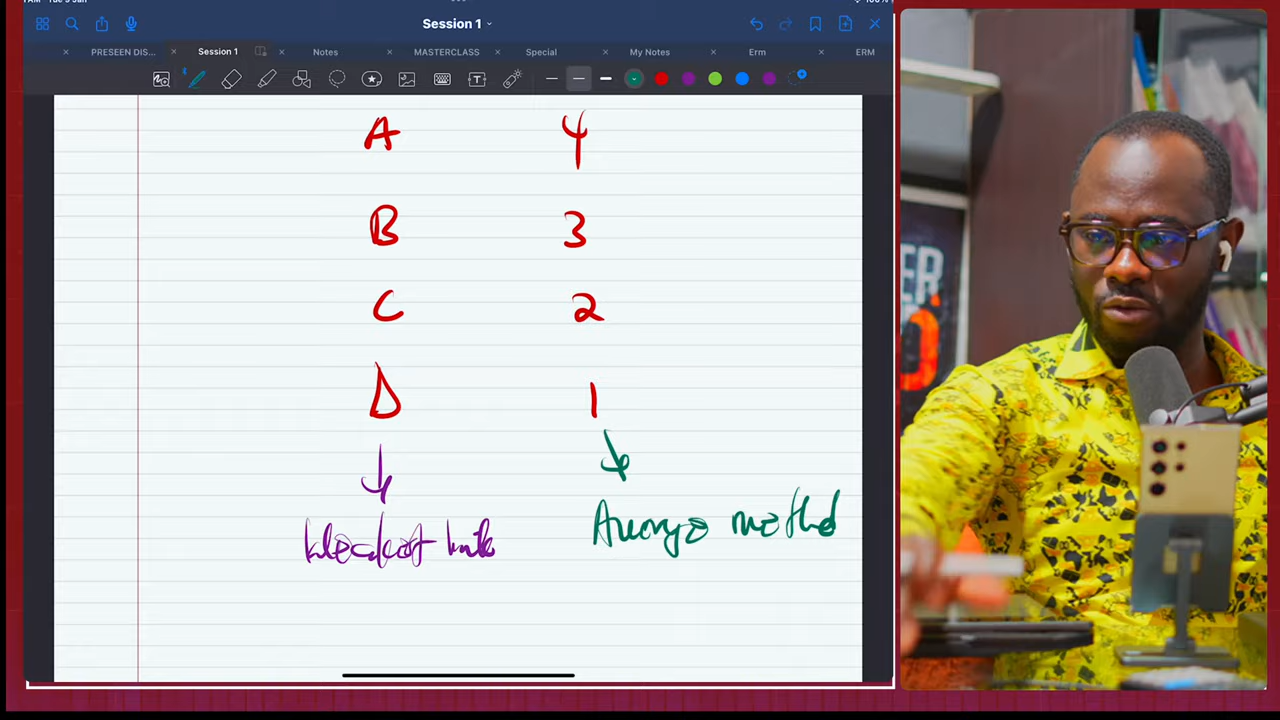 Session 1
PRESEEN DIS...
Session 1
Notes
MASTERCLASS
Special
My Notes
Erm
ERM
T
A 4
B 3
C 2
D 1
Average method